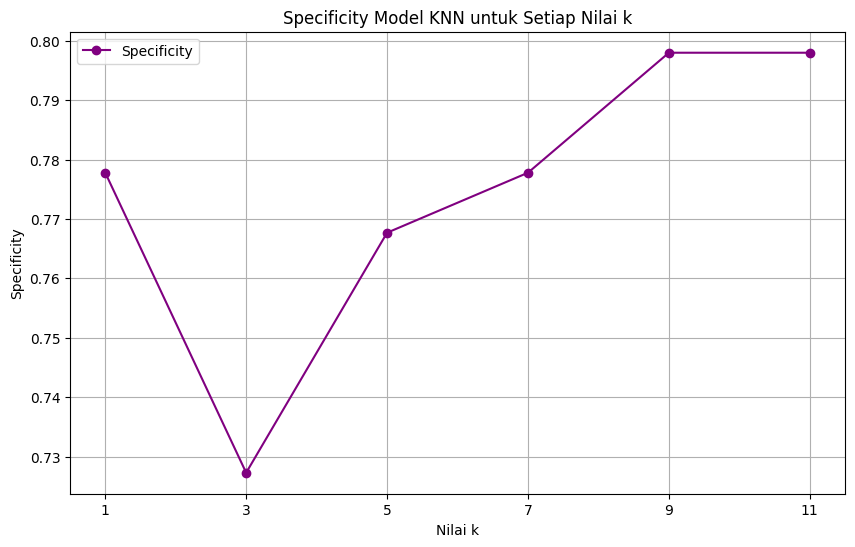 Specificity Model KNN untuk Setiap Nilai k
Specificity
0.80
0.79
0.78
0.77
0.76
0.75
0.74
0.73
Specificity
1 3 5 7 9 11
Nilai k